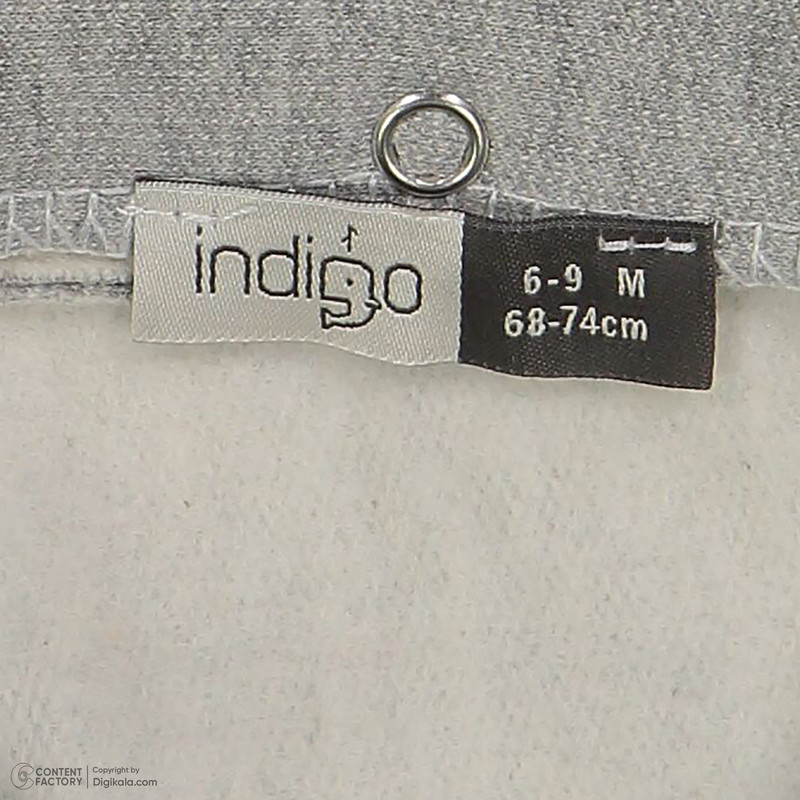 indigo
6-9 M
68-74cm
CONTENT FACTORY
Copyright by
Digikala.com